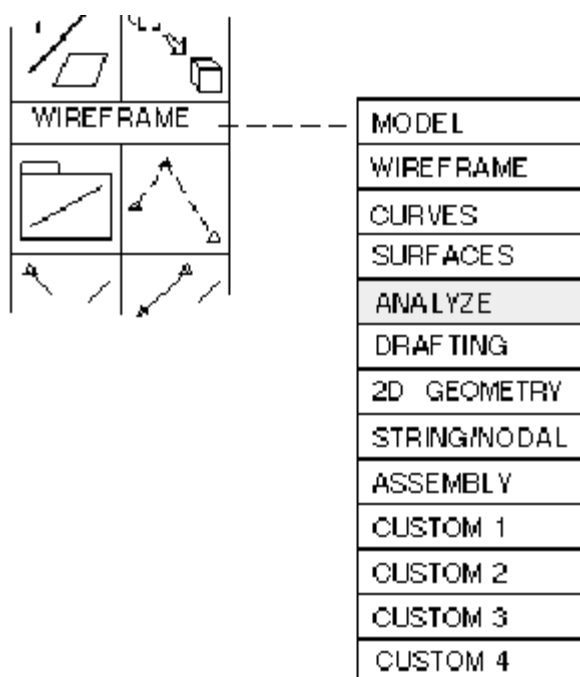 WIREFRAME
MODEL
WIREFRAME
CURVES
SURFACES
ANALYZE
DRAFTING
2D GEOMETRY
STRING/NODAL
ASSEMBLY
CUSTOM 1
CUSTOM 2
CUSTOM 3
CUSTOM 4